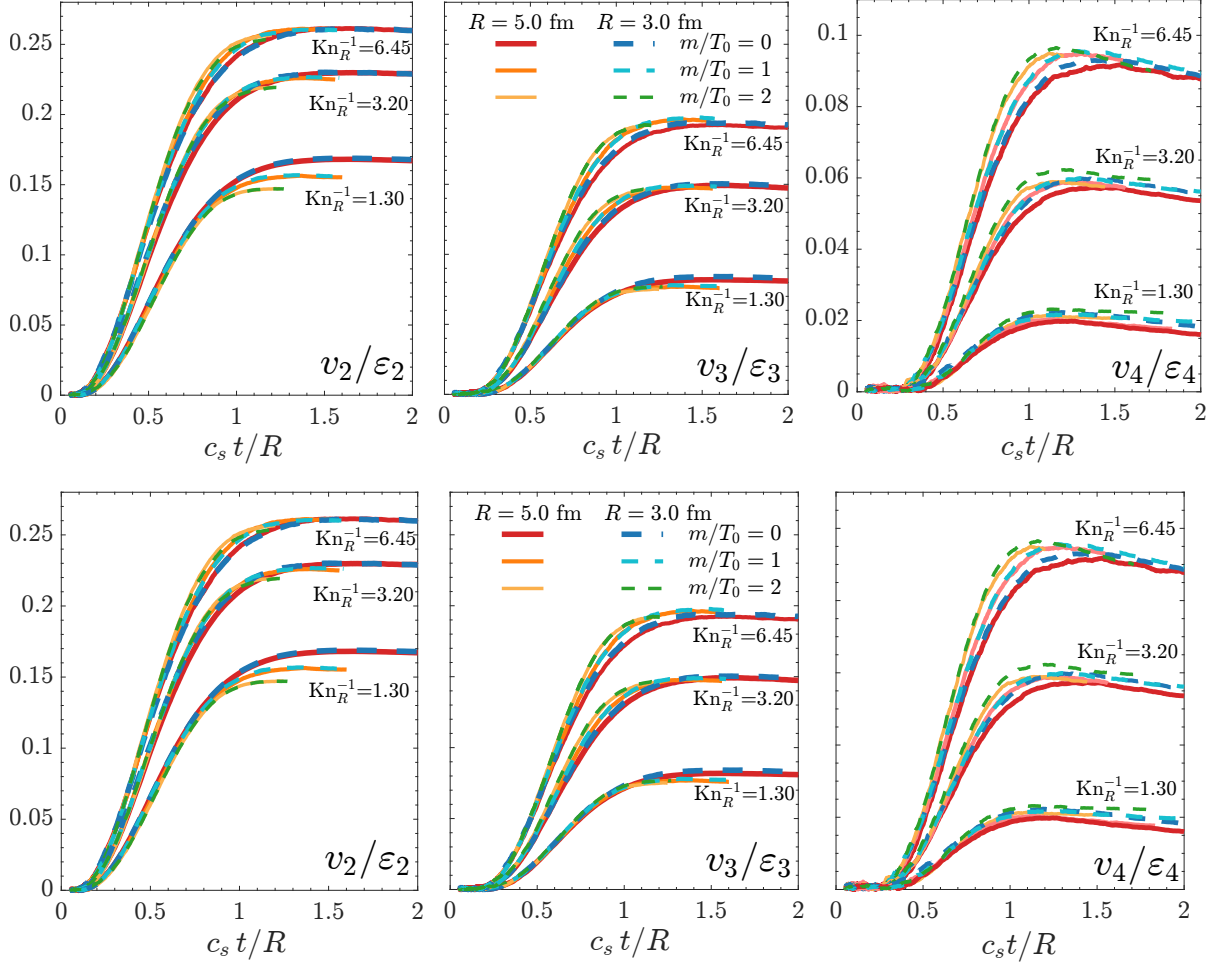 0.25
0.2
0.15
0.1
0.05
0
0 0.5 1 1.5 2
Kn_R^{-1}=6.45
Kn_R^{-1}=3.20
Kn_R^{-1}=1.30
v_2/ε_2
c_s t/R
R = 5.0 fm R = 3.0 fm
m/T_0 = 0
m/T_0 = 1
m/T_0 = 2
Kn_R^{-1}=6.45
Kn_R^{-1}=3.20
Kn_R^{-1}=1.30
v_3/ε_3
0 0.5 1 1.5 2
c_s t/R
0.1
0.08
0.06
0.04
0.02
0
Kn_R^{-1}=6.45
Kn_R^{-1}=3.20
Kn_R^{-1}=1.30
v_4/ε_4
0 0.5 1 1.5 2
c_s t/R
0.25
0.2
0.15
0.1
0.05
0
0 0.5 1 1.5 2
Kn_R^{-1}=6.45
Kn_R^{-1}=3.20
Kn_R^{-1}=1.30
v_2/ε_2
c_s t/R
R = 5.0 fm R = 3.0 fm
m/T_0 = 0
m/T_0 = 1
m/T_0 = 2
Kn_R^{-1}=6.45
Kn_R^{-1}=3.20
Kn_R^{-1}=1.30
v_3/ε_3
0 0.5 1 1.5 2
c_s t/R
Kn_R^{-1}=6.45
Kn_R^{-1}=3.20
Kn_R^{-1}=1.30
v_4/ε_4
0 0.5 1 1.5 2
c_s t/R